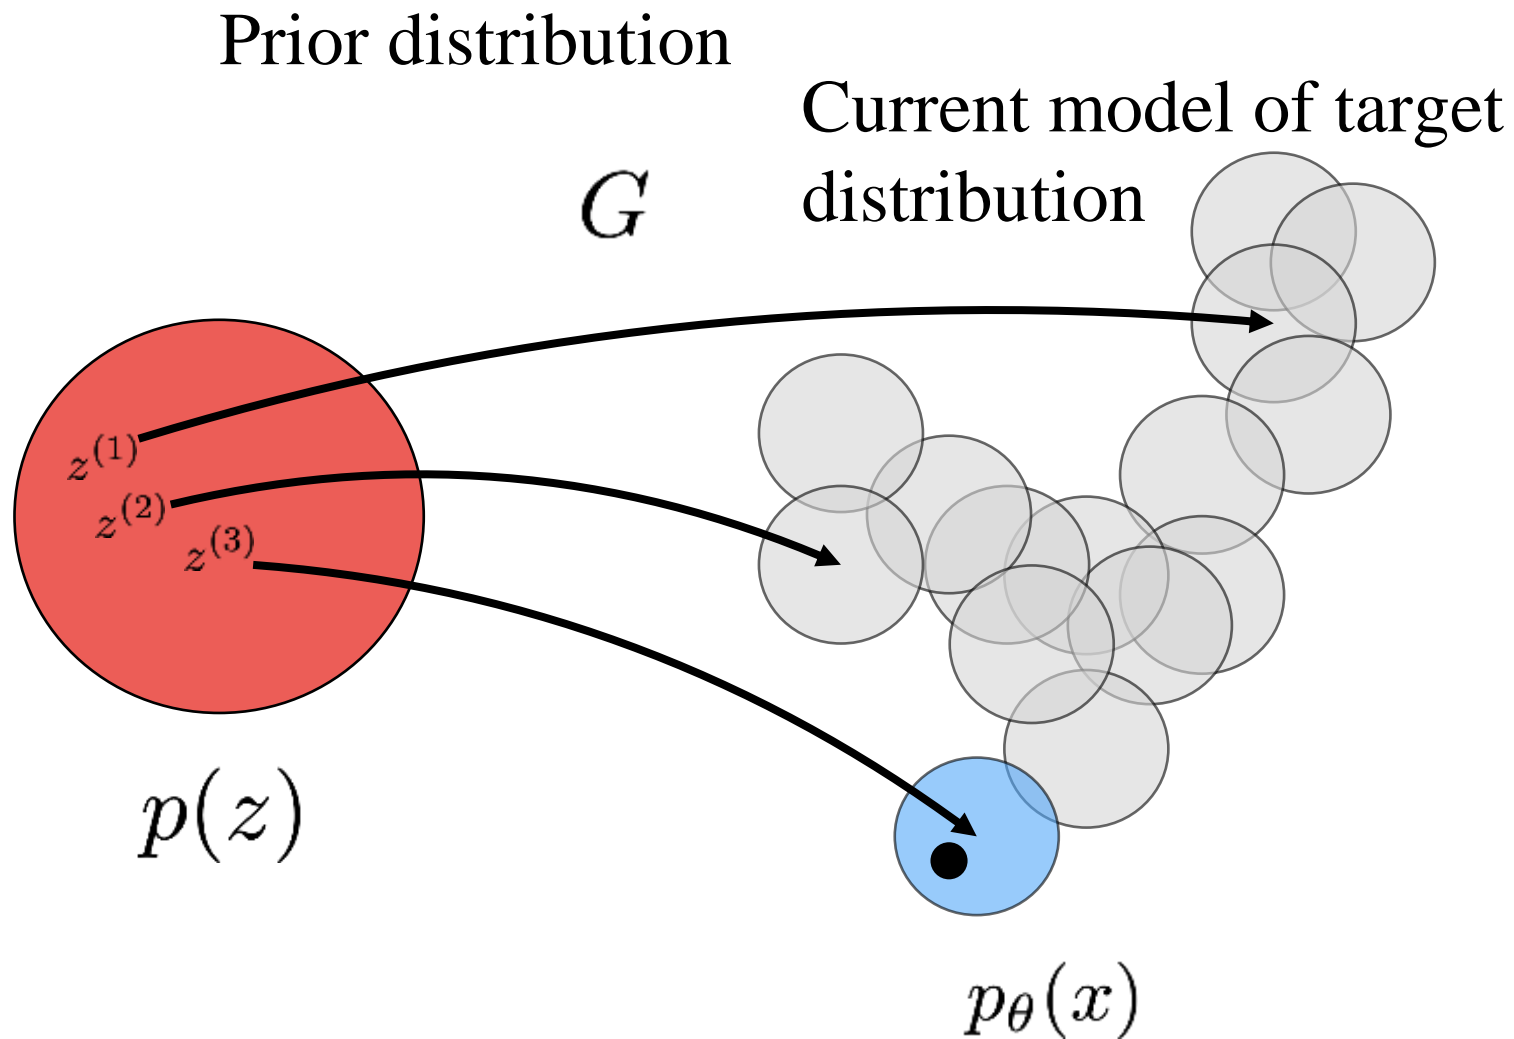 Prior distribution
Current model of target
distribution
G
z^{(1)}
z^{(2)}
z^{(3)}
p(z)
p_θ(x)